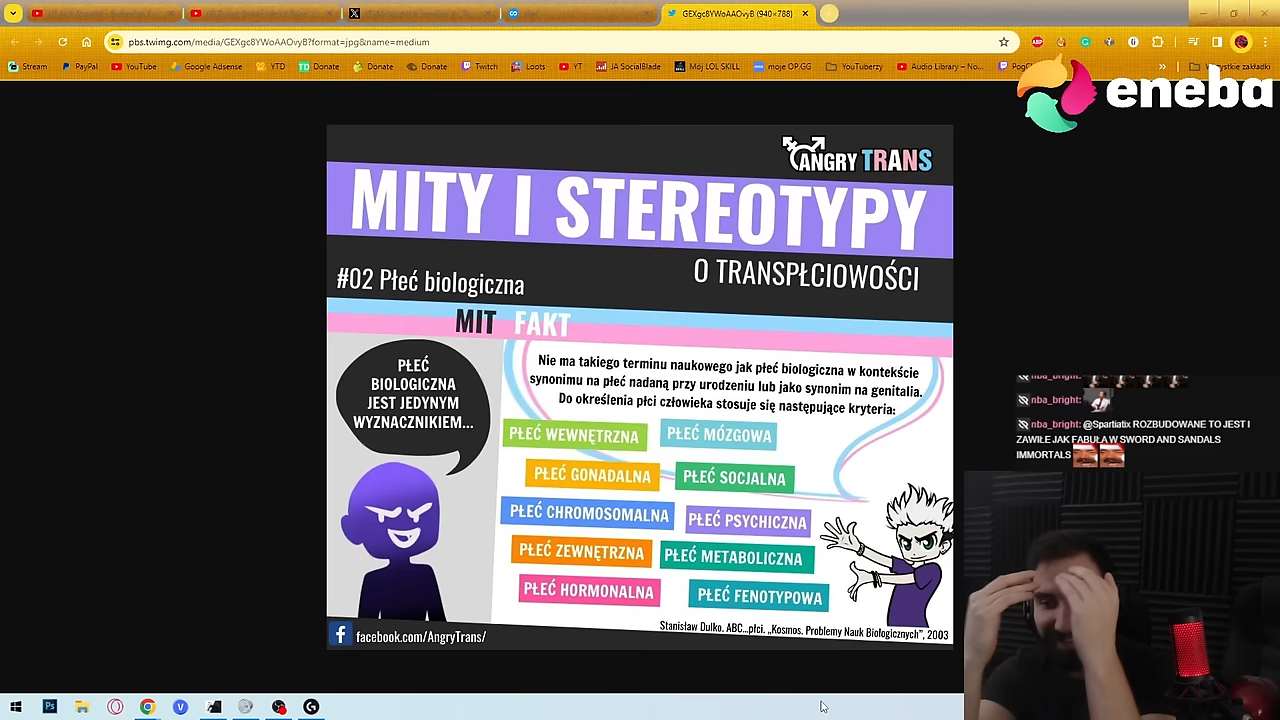 GEXgc8YWoAAOvyB (940×788)
pbs.twimg.com/media/GEXgc8YWoAAOvyB?format=jpg&name=medium
Stream PayPal YouTube Google Adsense YTD Donate Donate Donate Twitch Loots YT JA SocialBlade Mój LOL SKILL moje OP.GG YouTuberzy Audio Library – No... Wszystkie zakładki
eneba
ANGRY TRANS
MITY I STEREOTYPY
O TRANSPŁCIOWOŚCI
#02 Płeć biologiczna
MIT FAKT
PŁEĆ
BIOLOGICZNA
JEST JEDYNYM
WYZNACZNIKIEM...
Nie ma takiego terminu naukowego jak płeć biologiczna w kontekście
synonimu na płeć nadaną przy urodzeniu lub jako synonim na genitalia.
Do określenia płci człowieka stosuje się następujące kryteria:
PŁEĆ WEWNĘTRZNA PŁEĆ MÓZGOWA
PŁEĆ GONADALNA PŁEĆ SOCJALNA
PŁEĆ CHROMOSOMALNA PŁEĆ PSYCHICZNA
PŁEĆ ZEWNĘTRZNA PŁEĆ METABOLICZNA
PŁEĆ HORMONALNA PŁEĆ FENOTYPOWA
Stanisław Dulko. ABC...płci. „Kosmos. Problemy Nauk Biologicznych", 2003
facebook.com/AngryTrans/
nba_bright:
nba_bright:
nba_bright: @Spartiatix ROZBUDOWANE TO JEST I
ZAWIŁE JAK FABUŁA W SWORD AND SANDALS
IMMORTALS